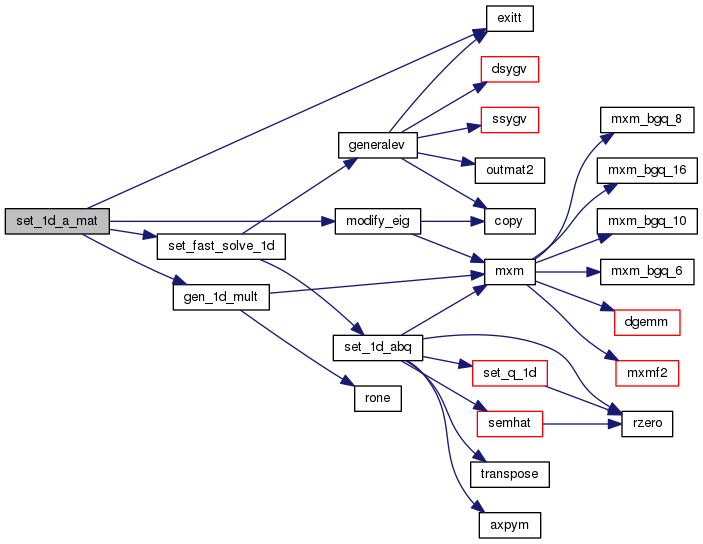 set_1d_a_mat
exitt
set_fast_solve_1d
generalev
dsygv
ssygv
outmat2
copy
modify_eig
mxm
mxm_bgq_8
mxm_bgq_16
mxm_bgq_10
mxm_bgq_6
dgemm
mxmf2
gen_1d_mult
rone
set_1d_abq
set_q_1d
rzero
semhat
transpose
axpym